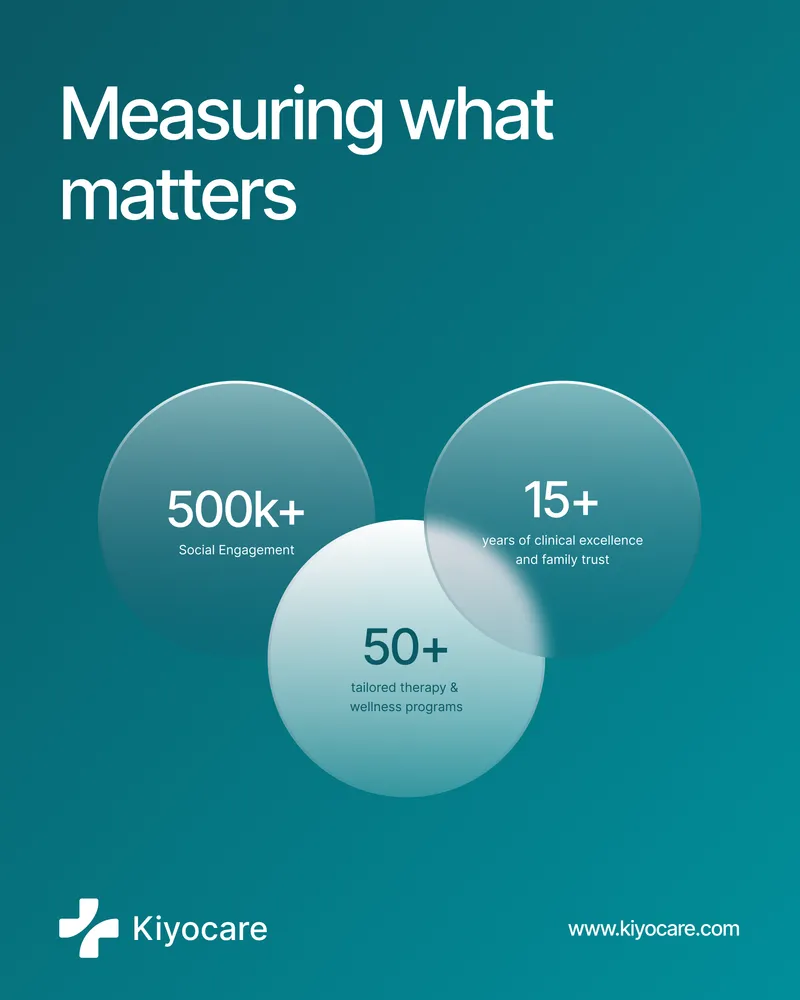 Measuring what
matters
500k+
Social Engagement
15+
years of clinical excellence
and family trust
50+
tailored therapy &
wellness programs
Kiyocare
www.kiyocare.com